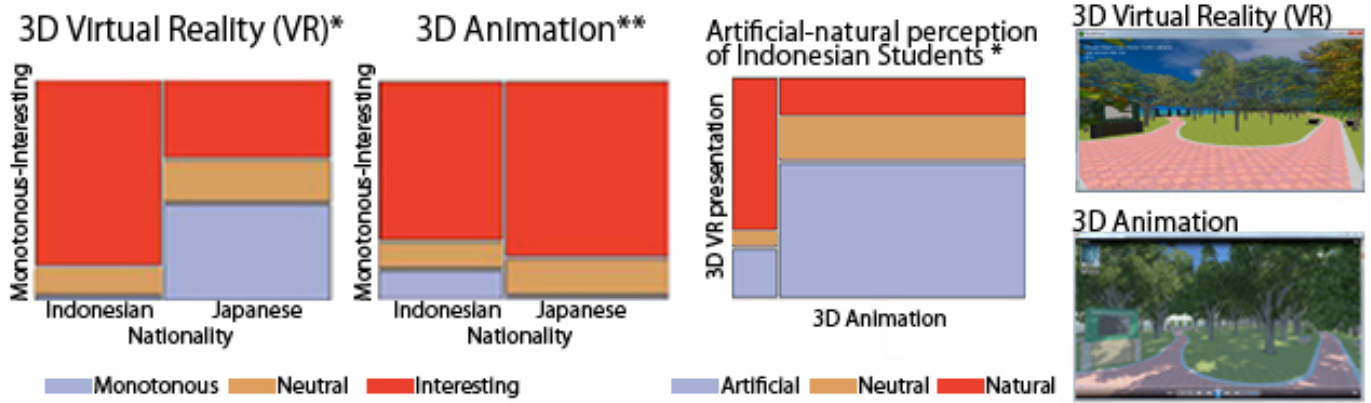 3D Virtual Reality (VR)*
Monotonous-Interesting
Indonesian Japanese
Nationality
3D Animation**
Monotonous-Interesting
Indonesian Japanese
Nationality
Monotonous Neutral Interesting
Artificial-natural perception
of Indonesian Students *
3D VR presentation
3D Animation
Artificial Neutral Natural
3D Virtual Reality (VR)
3D Animation